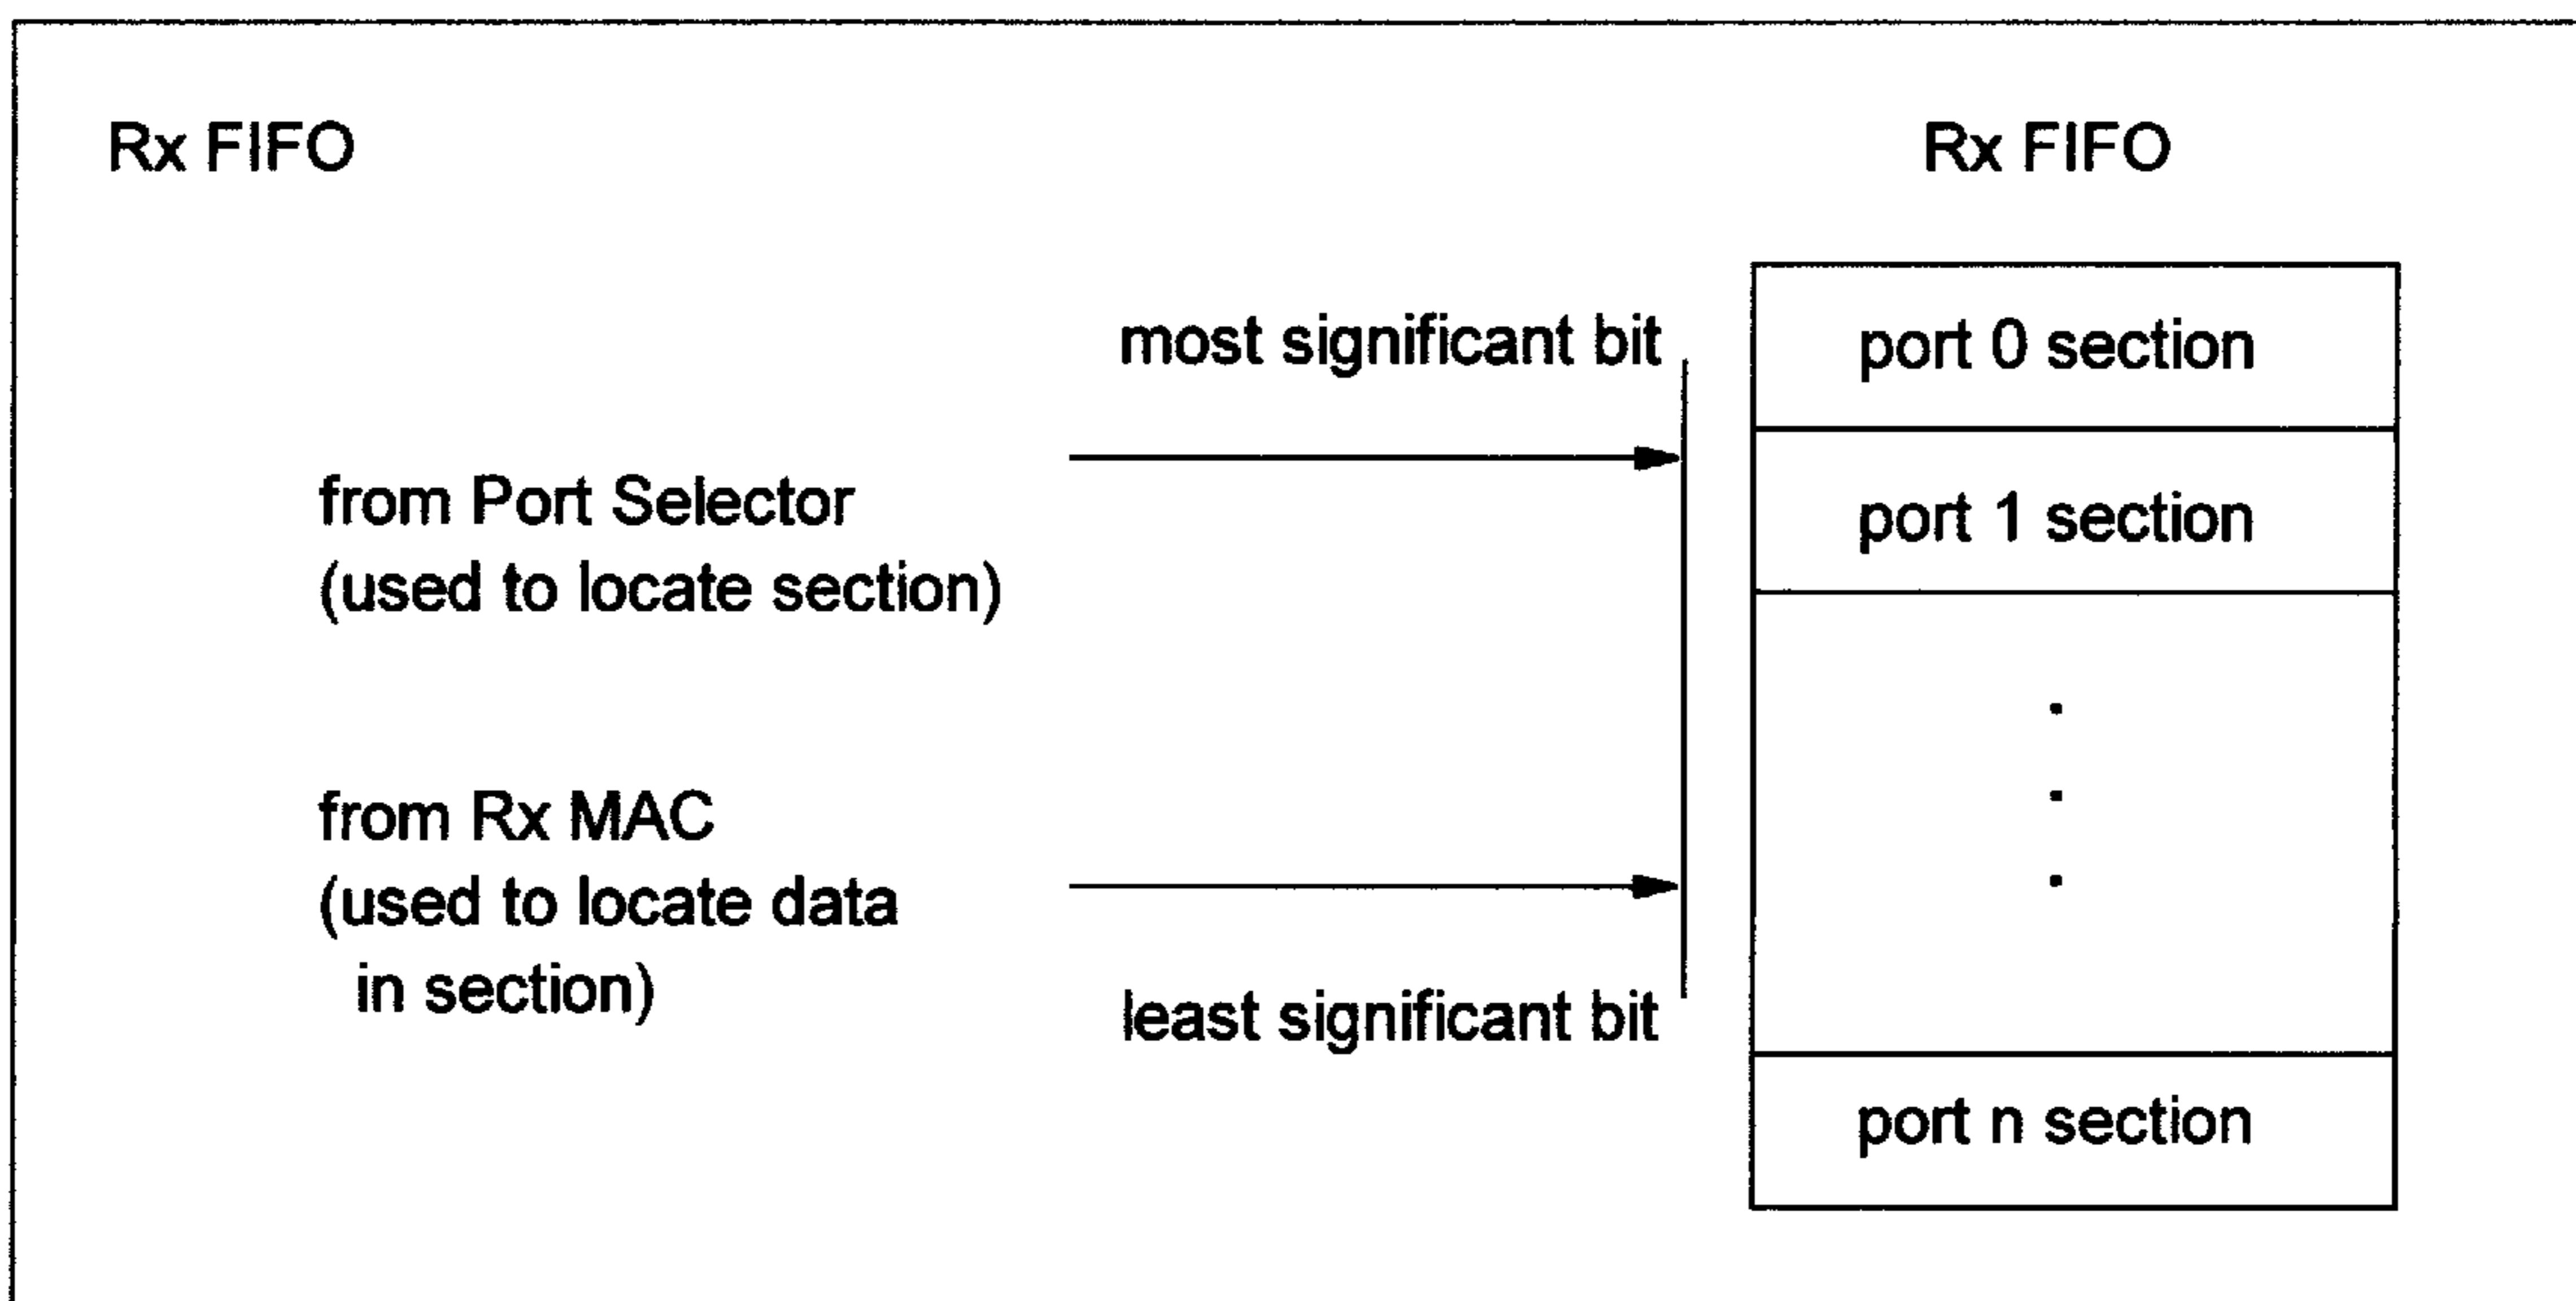 Rx FIFO
Rx FIFO
most significant bit
from Port Selector
(used to locate section)
from Rx MAC
(used to locate data
in section)
least significant bit
port 0 section
port 1 section
.
.
.
port n section